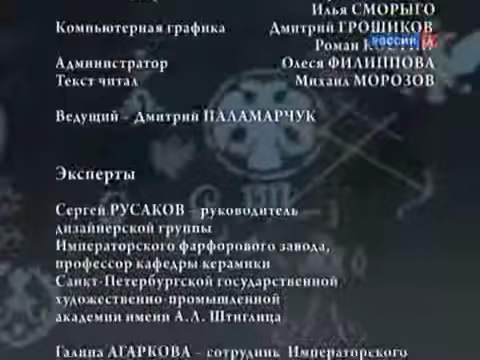 Илья СМОРЫГО
Компьютерная графика Дмитрий ГРОШИКОВ
Роман
РОССИЯ К
Администратор Олеся ФИЛИППОВА
Текст читал Михаил МОРОЗОВ
Ведущий – Дмитрий ПАЛАМАРЧУК
Эксперты
Сергей РУСАКОВ – руководитель
дизайнерской группы
Императорского фарфорового завода,
профессор кафедры керамики
Санкт-Петербургской государственной
художественно-промышленной
академии имени А.Л. Штиглица
Галина АГАРКОВА – сотрудник Императорского